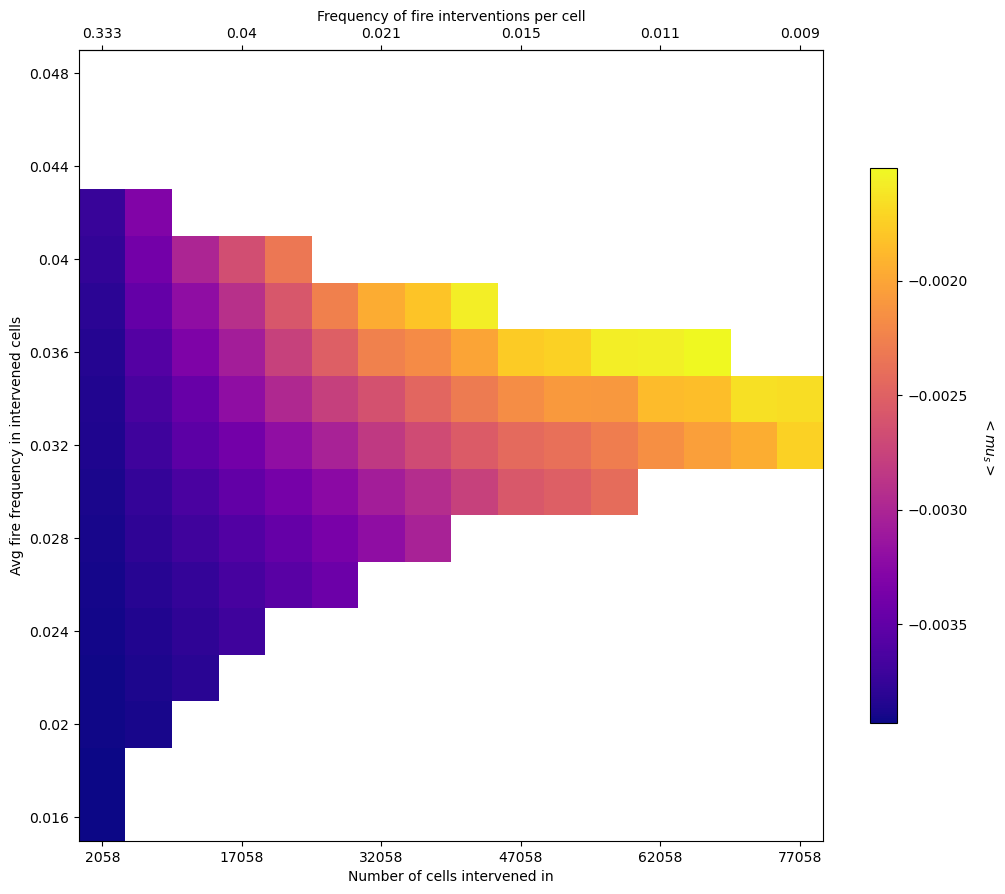 Frequency of fire interventions per cell
0.333 0.04 0.021 0.015 0.011 0.009
0.048
0.044
0.04
0.036
0.032
0.028
0.024
0.02
0.016
Avg fire frequency in intervened cells
2058 17058 32058 47058 62058 77058
Number of cells intervened in
−0.0020
−0.0025
−0.0030
−0.0035
< mu_s >